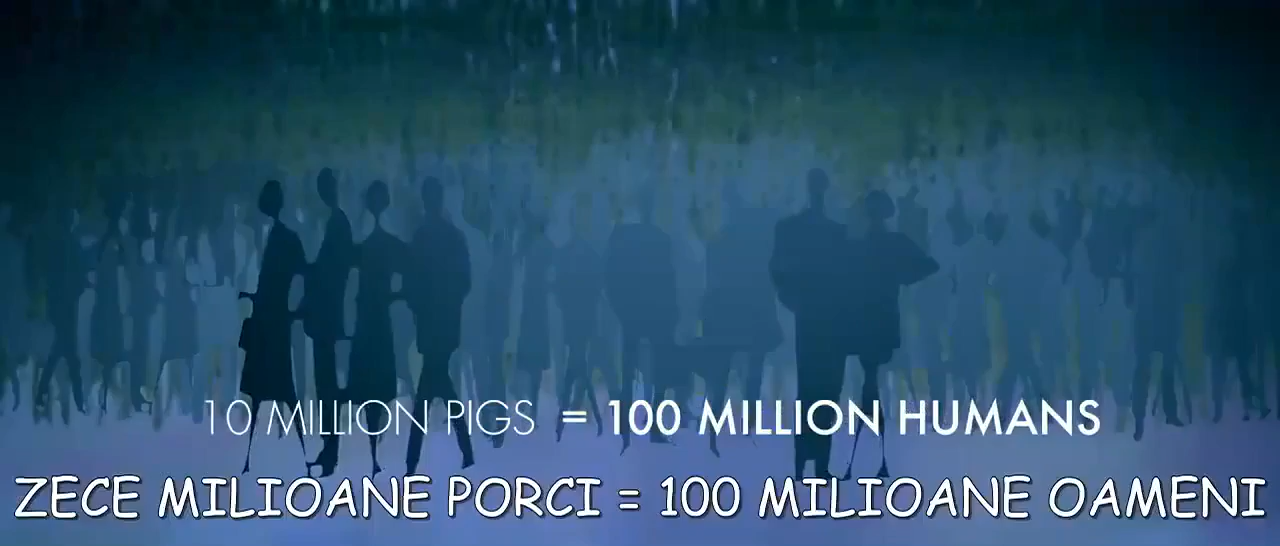 10 MILLION PIGS = 100 MILLION HUMANS
ZECE MILIOANE PORCI = 100 MILIOANE OAMENI